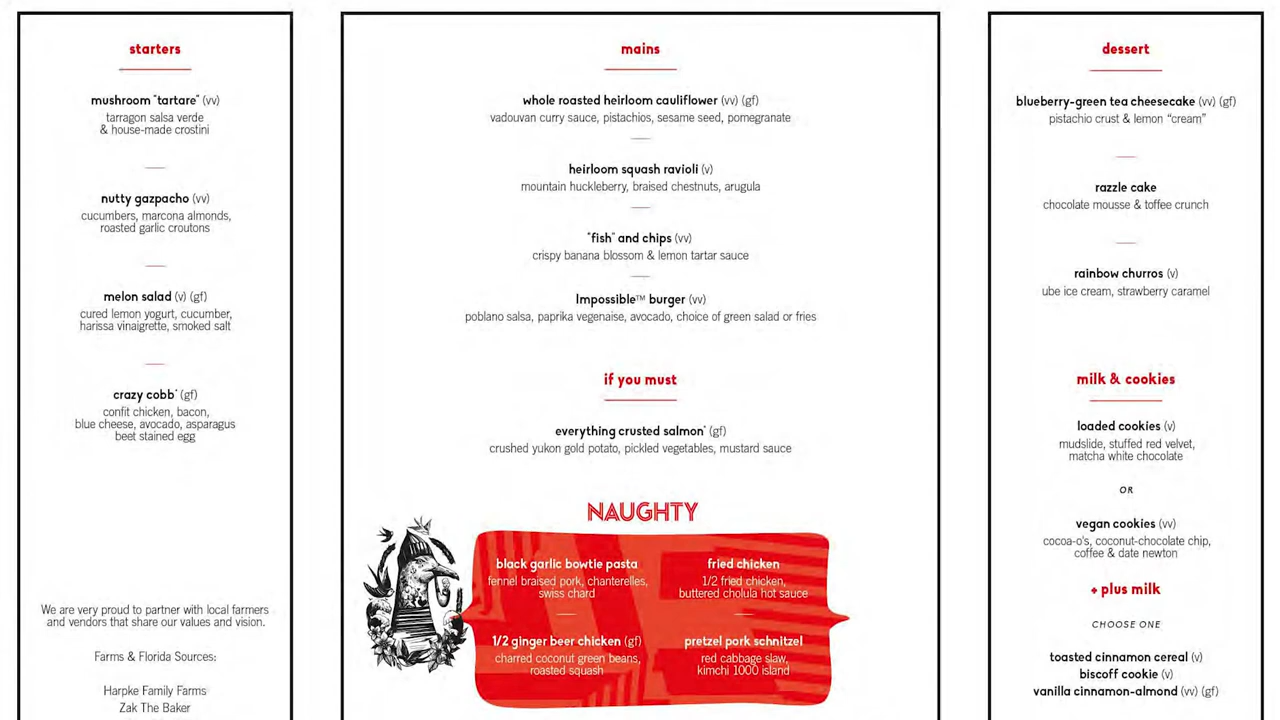 starters
mushroom "tartare" (vv)
tarragon salsa verde
& house-made crostini
nutty gazpacho (vv)
cucumbers, marcona almonds,
roasted garlic croutons
melon salad (v) (gf)
cured lemon yogurt, cucumber,
harissa vinaigrette, smoked salt
crazy cobb* (gf)
confit chicken, bacon,
blue cheese, avocado, asparagus
beet stained egg
We are very proud to partner with local farmers
and vendors that share our values and vision.
Farms & Florida Sources:
Harpke Family Farms
Zak The Baker
mains
whole roasted heirloom cauliflower (vv) (gf)
vadouvan curry sauce, pistachios, sesame seed, pomegranate
heirloom squash ravioli (v)
mountain huckleberry, braised chestnuts, arugula
"fish" and chips (vv)
crispy banana blossom & lemon tartar sauce
Impossible™ burger (vv)
poblano salsa, paprika vegenaise, avocado, choice of green salad or fries
if you must
everything crusted salmon* (gf)
crushed yukon gold potato, pickled vegetables, mustard sauce
NAUGHTY
black garlic bowtie pasta
fennel braised pork, chanterelles,
swiss chard
1/2 ginger beer chicken (gf)
charred coconut green beans,
roasted squash
fried chicken
1/2 fried chicken,
buttered cholula hot sauce
pretzel pork schnitzel
red cabbage slaw,
kimchi 1000 island
dessert
blueberry-green tea cheesecake (vv) (gf)
pistachio crust & lemon “cream”
razzle cake
chocolate mousse & toffee crunch
rainbow churros (v)
ube ice cream, strawberry caramel
milk & cookies
loaded cookies (v)
mudslide, stuffed red velvet,
matcha white chocolate
OR
vegan cookies (vv)
cocoa-o's, coconut-chocolate chip,
coffee & date newton
+ plus milk
CHOOSE ONE
toasted cinnamon cereal (v)
biscoff cookie (v)
vanilla cinnamon-almond (vv) (gf)